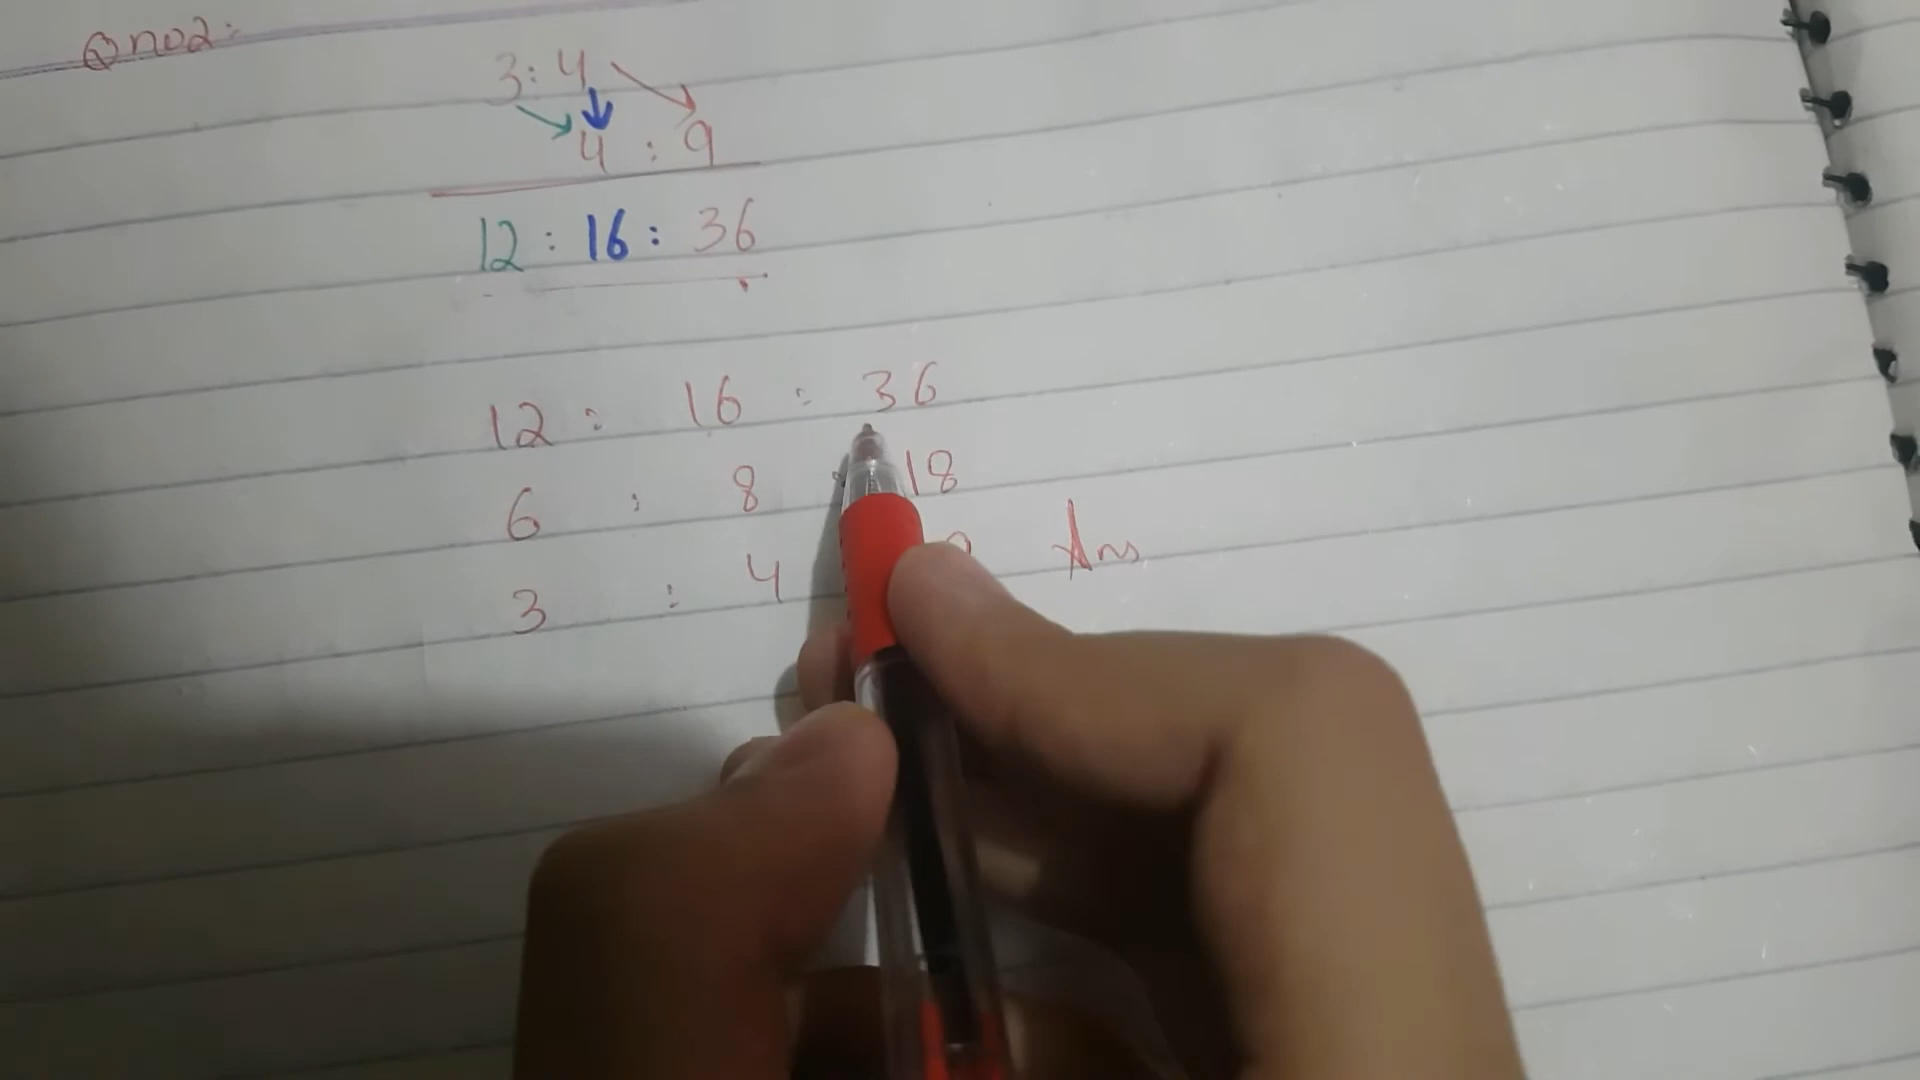 Q no2:
3:4
4 : 9
12 : 16 : 36
12 : 16 : 36
6 : 8 : 18
3 : 4 Ans